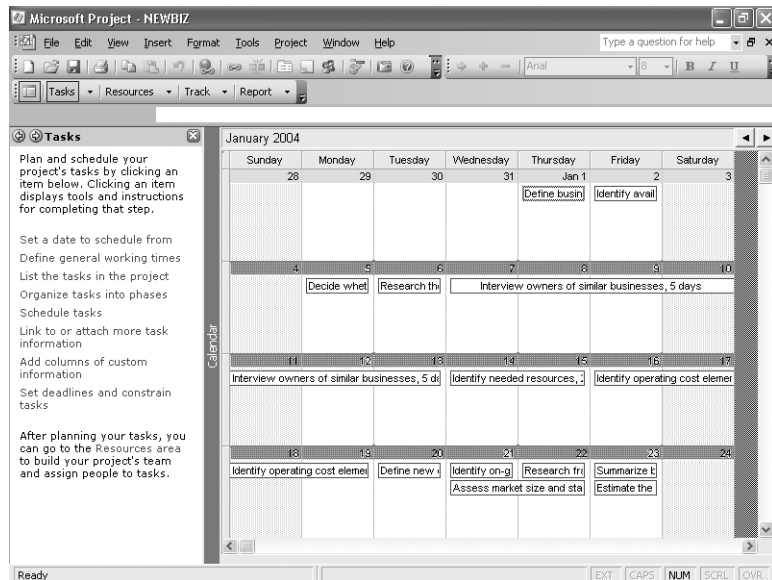 Microsoft Project - NEWBIZ
File Edit View Insert Format Tools Project Window Help
Type a question for help
Arial 8 B I U
Tasks Resources Track Report
Tasks
Plan and schedule your
project's tasks by clicking an
item below. Clicking an item
displays tools and instructions
for completing that step.
Set a date to schedule from
Define general working times
List the tasks in the project
Organize tasks into phases
Schedule tasks
Link to or attach more task
information
Add columns of custom
information
Set deadlines and constrain
tasks
After planning your tasks, you
can go to the Resources area
to build your project's team
and assign people to tasks.
Calendar
January 2004
Sunday Monday Tuesday Wednesday Thursday Friday Saturday
28 29 30 31 Jan 1 2 3
Define busin Identify avail
4 5 6 7 8 9 10
Decide whet Research th Interview owners of similar businesses, 5 days
11 12 13 14 15 16 17
Interview owners of similar businesses, 5 d Identify needed resources, Identify operating cost elemer
18 19 20 21 22 23 24
Identify operating cost elemer Define new Identify on-g Research fr Summarize
Assess market size and sta Estimate the
Ready EXT CAPS NUM SCRL OVR